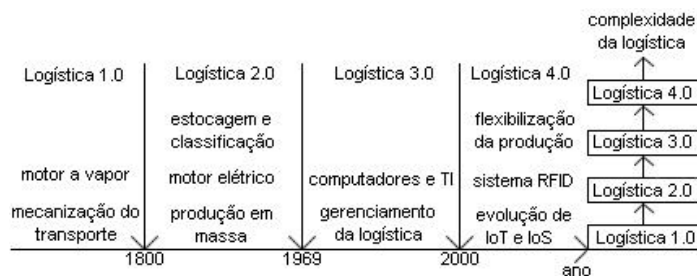 complexidade
da logística
Logística 1.0
Logística 2.0
Logística 3.0
Logística 4.0
Logística 4.0
Logística 3.0
Logística 2.0
Logística 1.0
motor a vapor
mecanização do
transporte
estocagem e
classificação
motor elétrico
produção em
massa
computadores e TI
gerenciamento
da logística
flexibilização
da produção
sistema RFID
evolução de
IoT e IoS
1800
1969
2000
ano